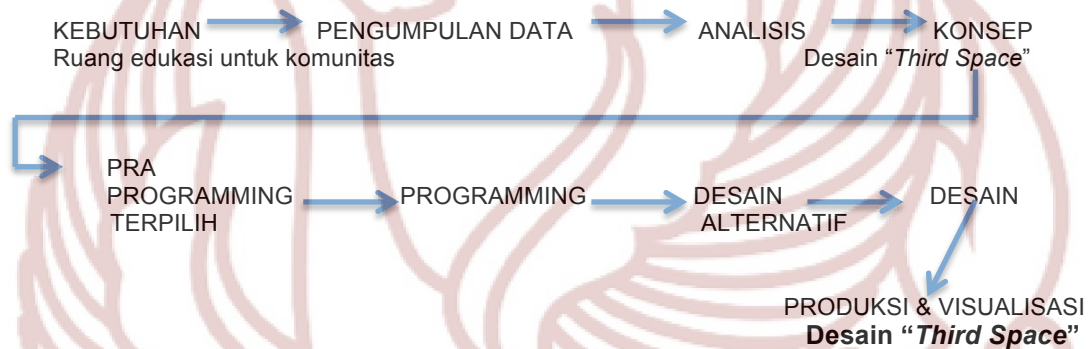 KEBUTUHAN PENGUMPULAN DATA ANALISIS KONSEP
Ruang edukasi untuk komunitas Desain “Third Space”
PRA
PROGRAMMING PROGRAMMING DESAIN DESAIN
TERPILIH ALTERNATIF
PRODUKSI & VISUALISASI
Desain “Third Space”